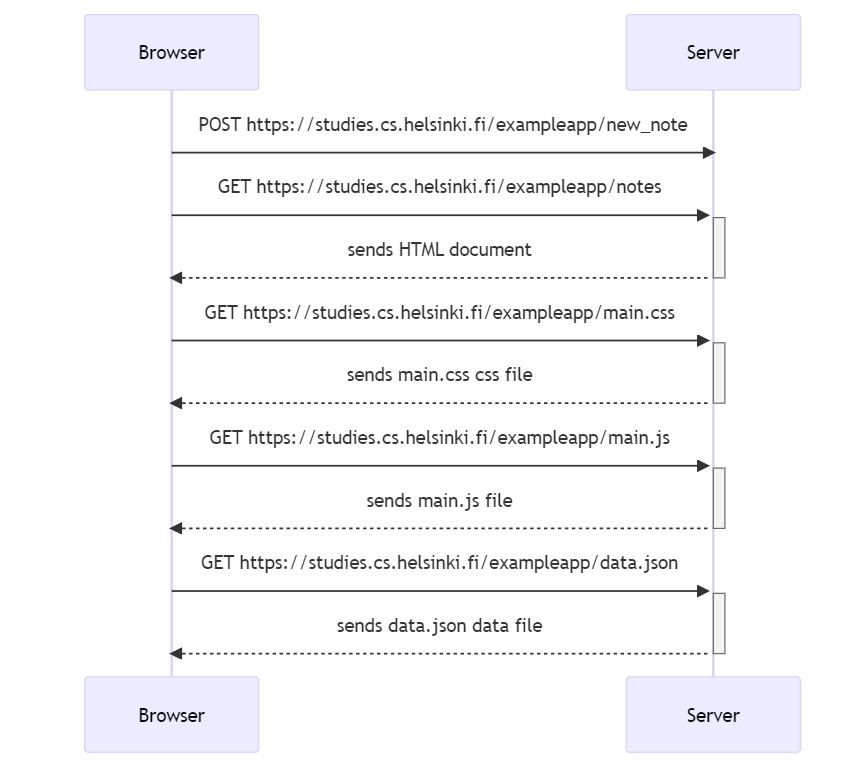 Browser
Server
POST https://studies.cs.helsinki.fi/exampleapp/new_note
GET https://studies.cs.helsinki.fi/exampleapp/notes
sends HTML document
GET https://studies.cs.helsinki.fi/exampleapp/main.css
sends main.css css file
GET https://studies.cs.helsinki.fi/exampleapp/main.js
sends main.js file
GET https://studies.cs.helsinki.fi/exampleapp/data.json
sends data.json data file
Browser
Server